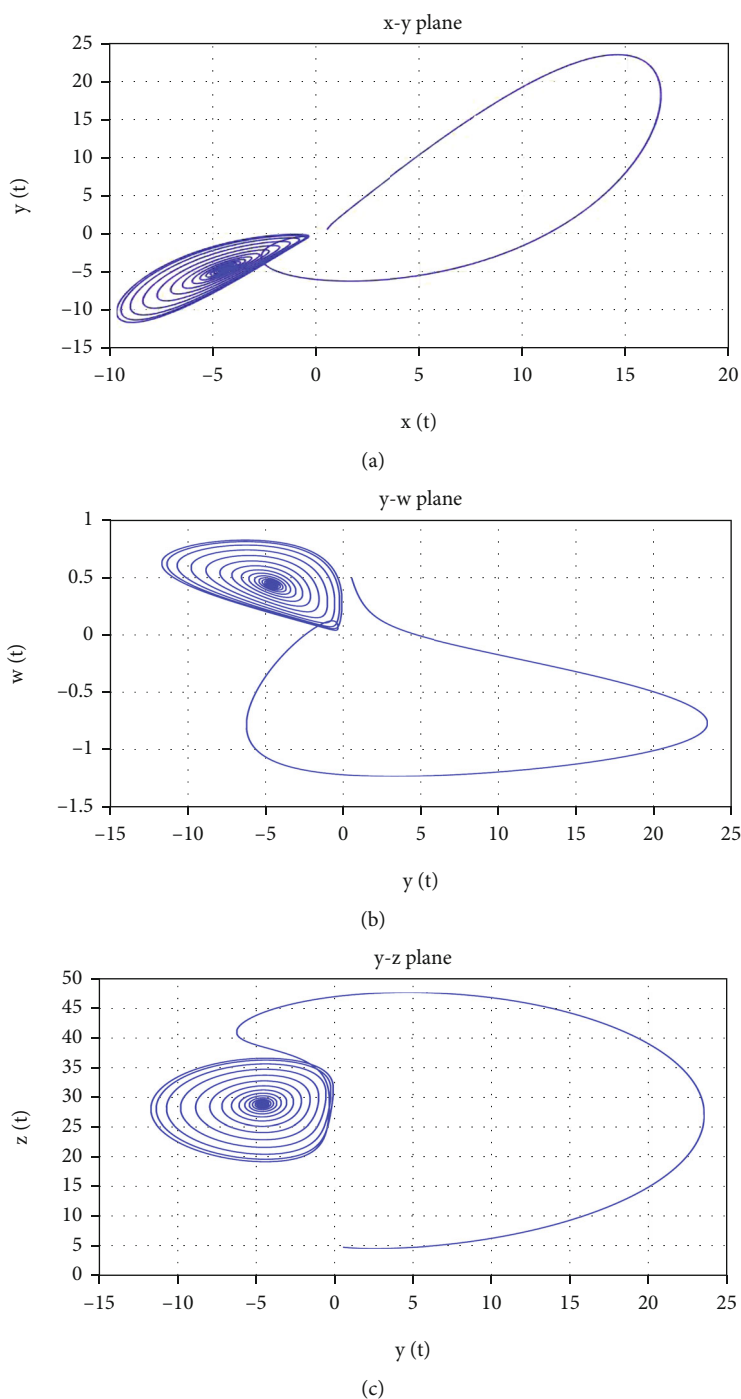 x-y plane
25
20
15
10
5
0
–5
–10
–15
y (t)
–10 –5 0 5 10 15 20
x (t)
(a)
y-w plane
1
0.5
0
–0.5
–1
–1.5
w (t)
–15 –10 –5 0 5 10 15 20 25
y (t)
(b)
y-z plane
50
45
40
35
30
25
20
15
10
5
0
z (t)
–15 –10 –5 0 5 10 15 20 25
y (t)
(c)